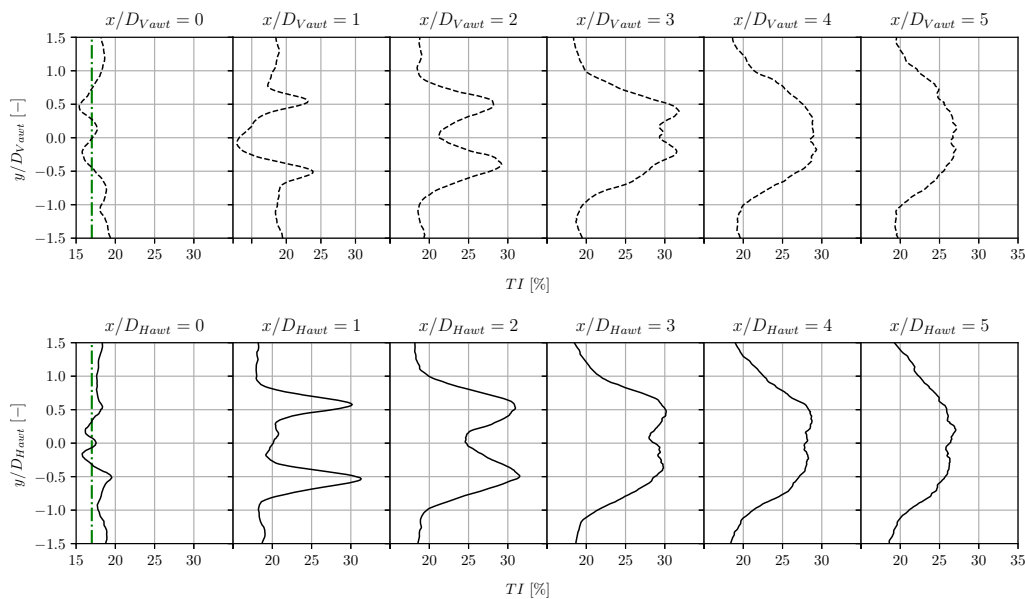 x/D_Vawt = 0 x/D_Vawt = 1 x/D_Vawt = 2 x/D_Vawt = 3 x/D_Vawt = 4 x/D_Vawt = 5
1.5
1.0
0.5
0.0
−0.5
−1.0
−1.5
y/D_Vawt [−]
15 20 25 30 20 25 30 20 25 30 20 25 30 20 25 30 20 25 30 35
TI [%]
x/D_Hawt = 0 x/D_Hawt = 1 x/D_Hawt = 2 x/D_Hawt = 3 x/D_Hawt = 4 x/D_Hawt = 5
1.5
1.0
0.5
0.0
−0.5
−1.0
−1.5
y/D_Hawt [−]
15 20 25 30 20 25 30 20 25 30 20 25 30 20 25 30 20 25 30 35
TI [%]